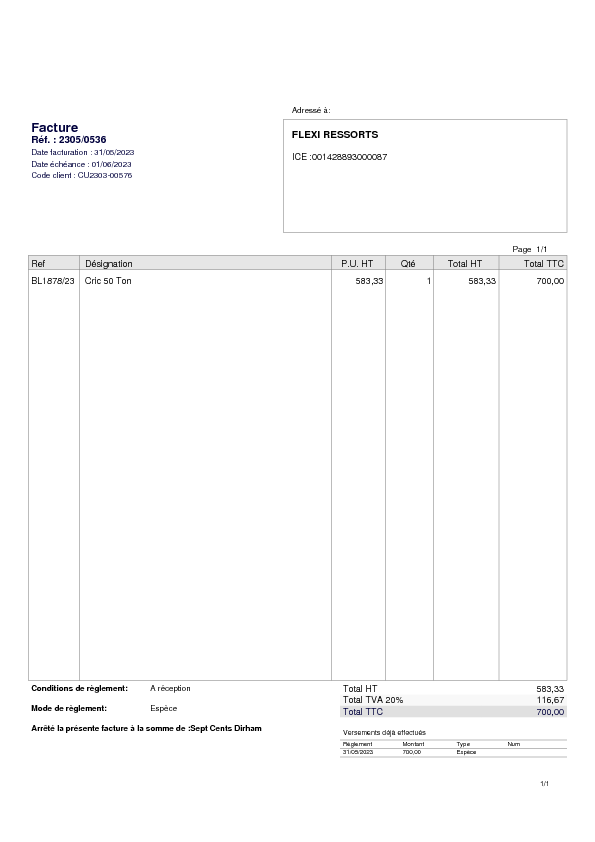 Adressé à:
Facture
Réf. : 2305/0536
Date facturation : 31/05/2023
Date échéance : 01/06/2023
Code client : CU2303-00576
FLEXI RESSORTS
ICE :001428893000087
Page 1/1
Ref Désignation P.U. HT Qté Total HT Total TTC
BL1878/23 Cric 50 Ton 583,33 1 583,33 700,00
Conditions de règlement: A réception
Mode de règlement: Espèce
Arrêté la présente facture à la somme de :Sept Cents Dirham
Total HT 583,33
Total TVA 20% 116,67
Total TTC 700,00
Versements déjà effectués
Règlement Montant Type Num
31/05/2023 700,00 Espèce
1/1